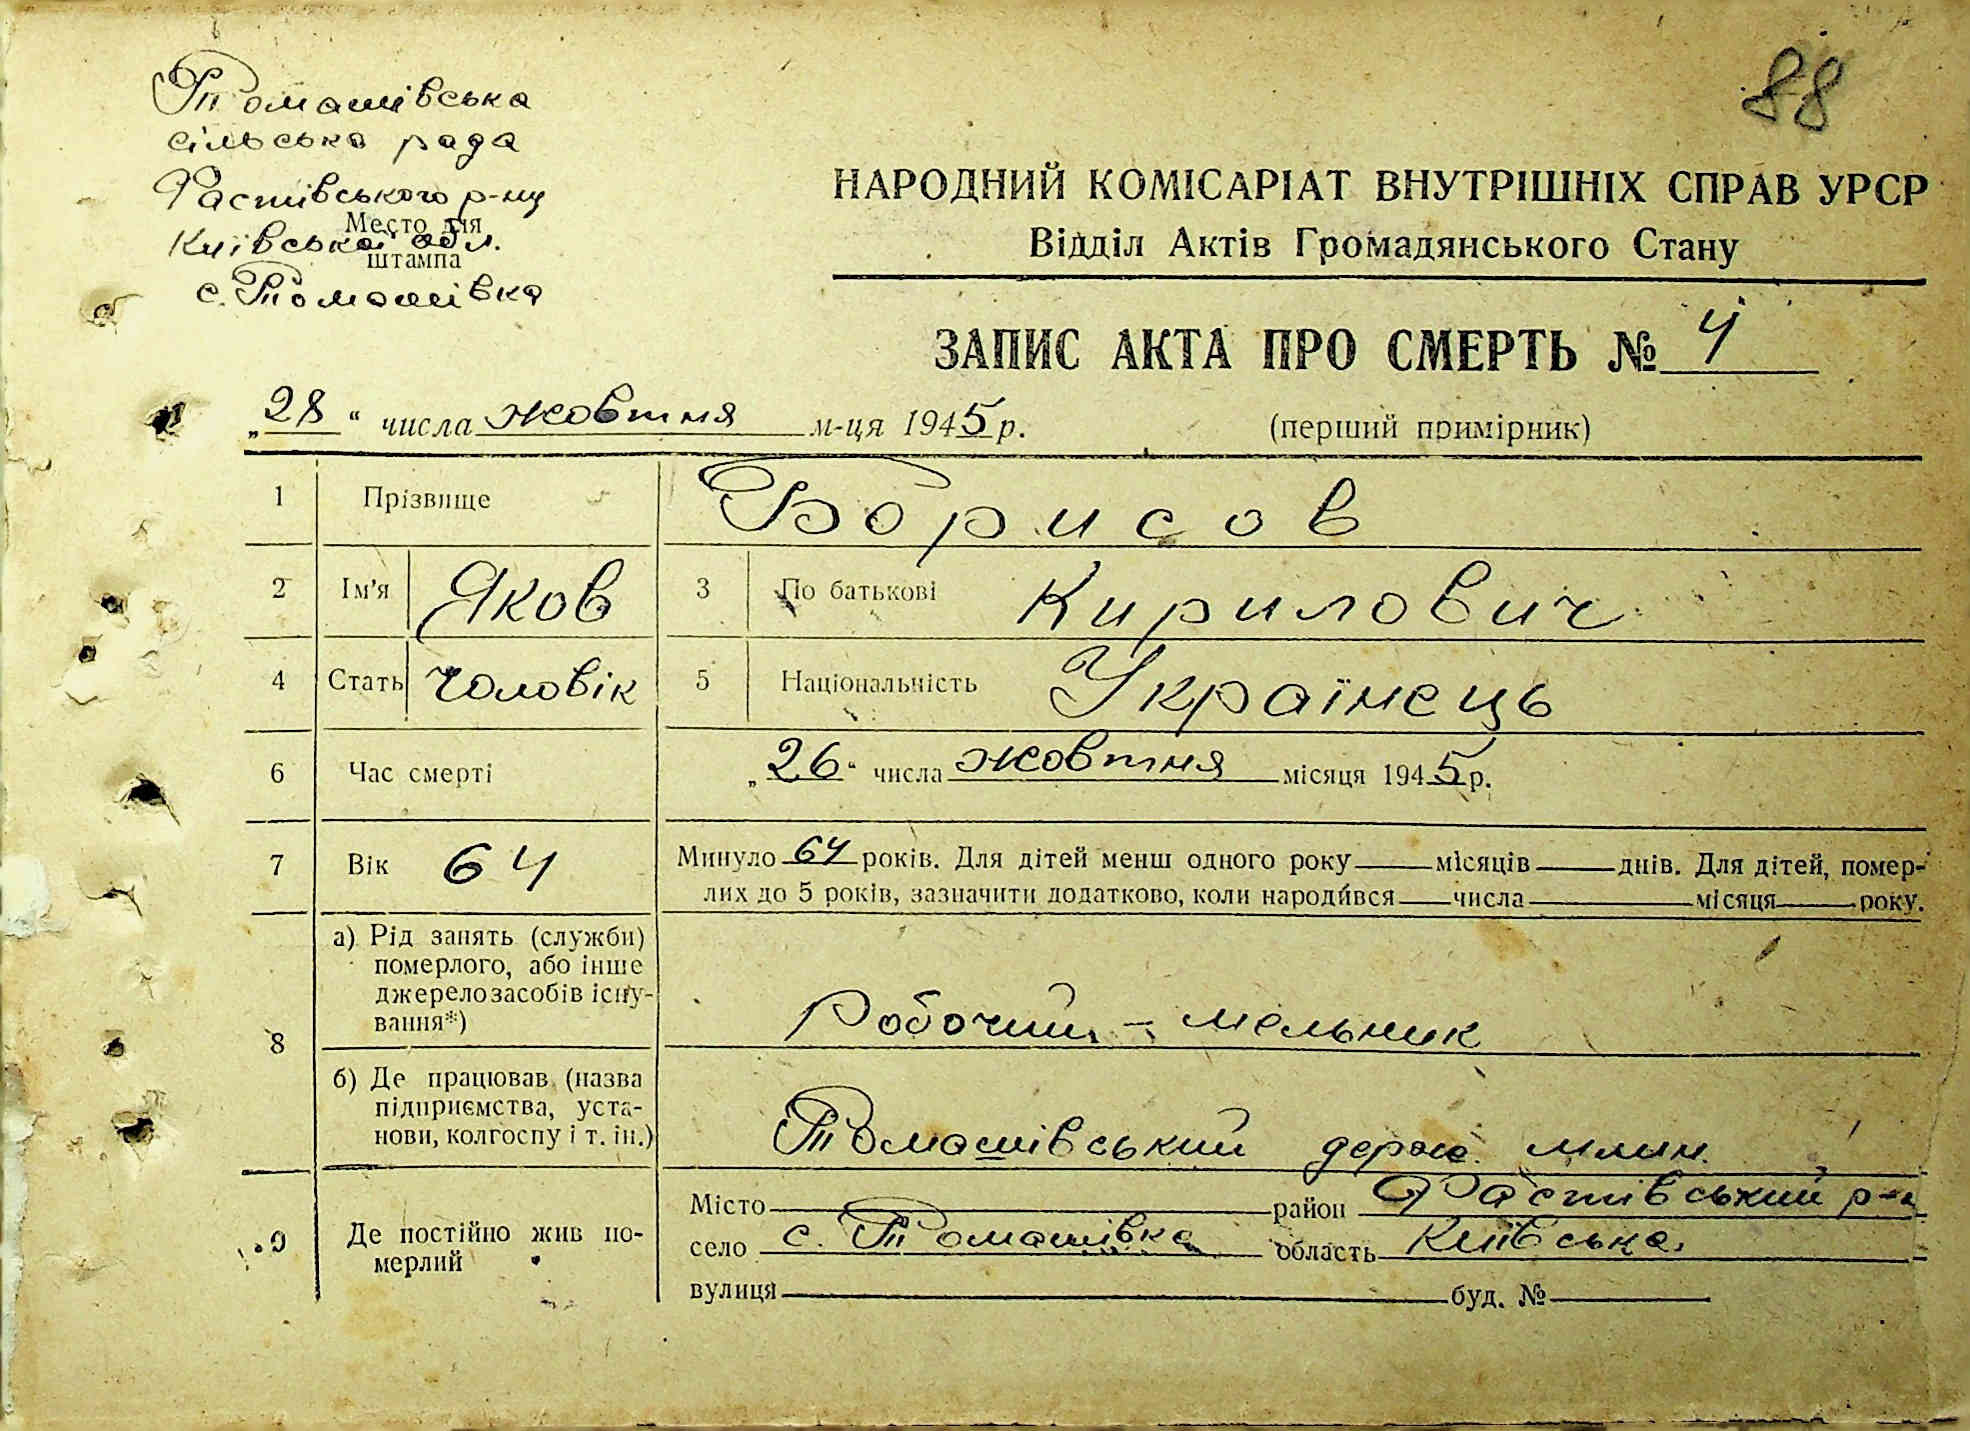 88
Томашівська
сільська рада
Фастівського р-ну
Место для
Київської обл.
штампа
с. Томашівка
НАРОДНИЙ КОМІСАРІАТ ВНУТРІШНІХ СПРАВ УРСР
Відділ Актів Громадянського Стану
ЗАПИС АКТА ПРО СМЕРТЬ № 4
„28“ числа жовтня м-ця 1945 р. (перший примірник)
1 Прізвище Борисов
2 Ім'я Яков 3 По батькові Кирилович
4 Стать чоловік 5 Національність Українець
6 Час смерті „26“ числа жовтня місяця 1945 р.
7 Вік 64 Минуло 64 років. Для дітей менш одного року місяців днів. Для дітей, помер-
лих до 5 років, зазначити додатково, коли народився числа місяця року.
8 а) Рід занять (служби)
померлого, або інше
джерело засобів існу-
вання*) Робочий - мельник
б) Де працював (назва
підприємства, уста-
нови, колгоспу і т. ін.) Томашівський держ. млин.
9 Де постійно жив по-
мерлий
Місто район Фастівський р-н
село с. Томашівка область Київська.
вулиця буд. №